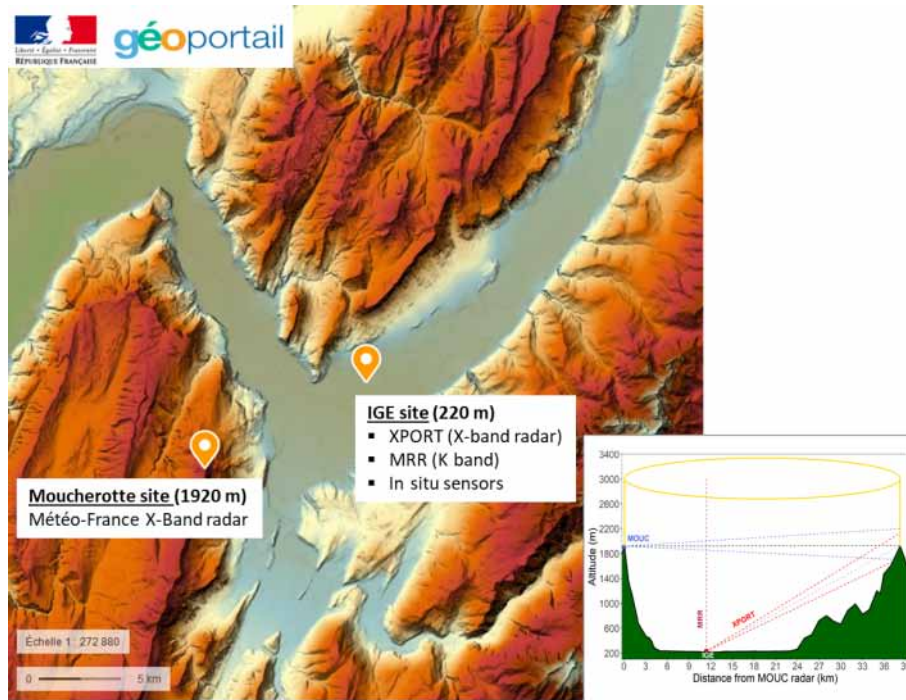 Liberté • Égalité • Fraternité
RÉPUBLIQUE FRANÇAISE
géoportail
IGE site (220 m)
▪ XPORT (X-band radar)
▪ MRR (K band)
▪ In situ sensors
Moucherotte site (1920 m)
Météo-France X-Band radar
Échelle 1 : 272 880
0 5 km
3400
3000
2600
2200
1800
1400
1000
600
200
Altitude (m)
MOUC
MRR
XPORT
0 3 6 9 12 15 18 21 24 27 30 33 36
Distance from MOUC radar (km)